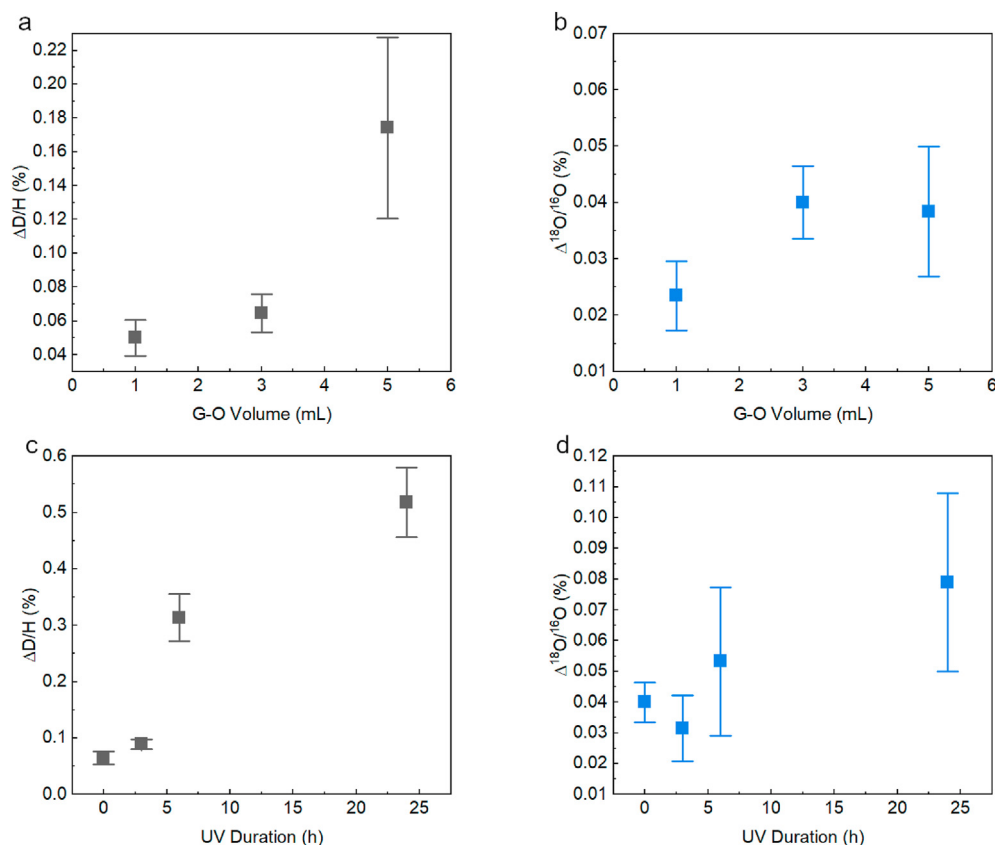 a
0.22
0.20
0.18
0.16
0.14
0.12
0.10
0.08
0.06
0.04
ΔD/H (%)
0 1 2 3 4 5 6
G-O Volume (mL)
b
0.07
0.06
0.05
0.04
0.03
0.02
0.01
Δ¹⁸O/¹⁶O (%)
0 1 2 3 4 5 6
G-O Volume (mL)
c
0.6
0.5
0.4
0.3
0.2
0.1
0.0
ΔD/H (%)
0 5 10 15 20 25
UV Duration (h)
d
0.12
0.11
0.10
0.09
0.08
0.07
0.06
0.05
0.04
0.03
0.02
0.01
Δ¹⁸O/¹⁶O (%)
0 5 10 15 20 25
UV Duration (h)